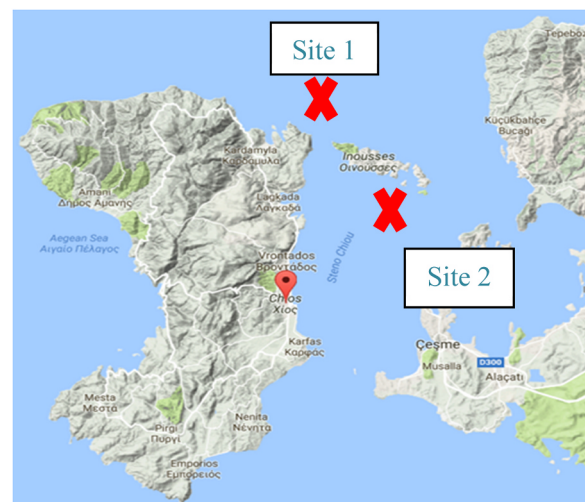 Site 1
Tepeboz
Küçükbahçe
Bucağı
Kardamyla
Καρδάμυλα
Inousses
Οινούσσες
Amani
Δήμος Αμανής
Lagkada
Λαγκάδα
Aegean Sea
Αιγαίο Πέλαγος
Steno Chiou
Vrontados
Βροντάδος
Site 2
Chios
Χίος
Karfas
Καρφάς
Çeşme
D300
Musalla
Alaçatı
Mesta
Μεστά
Nenita
Νένητα
Pirgi
Πυργί
Emporios
Εμπορειός